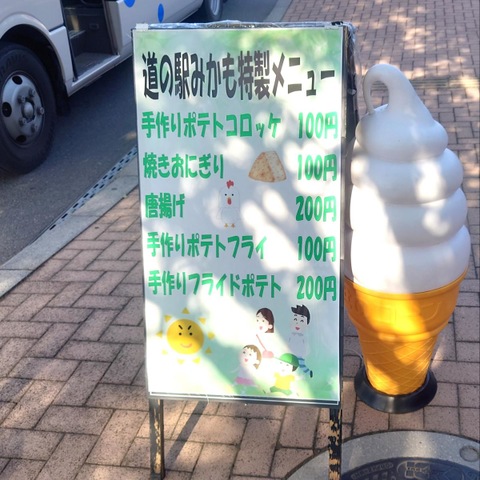 道の駅みかも特製メニュー
手作りポテトコロッケ 100円
焼きおにぎり 100円
唐揚げ 200円
手作りポテトフライ 100円
手作りフライドポテト 200円